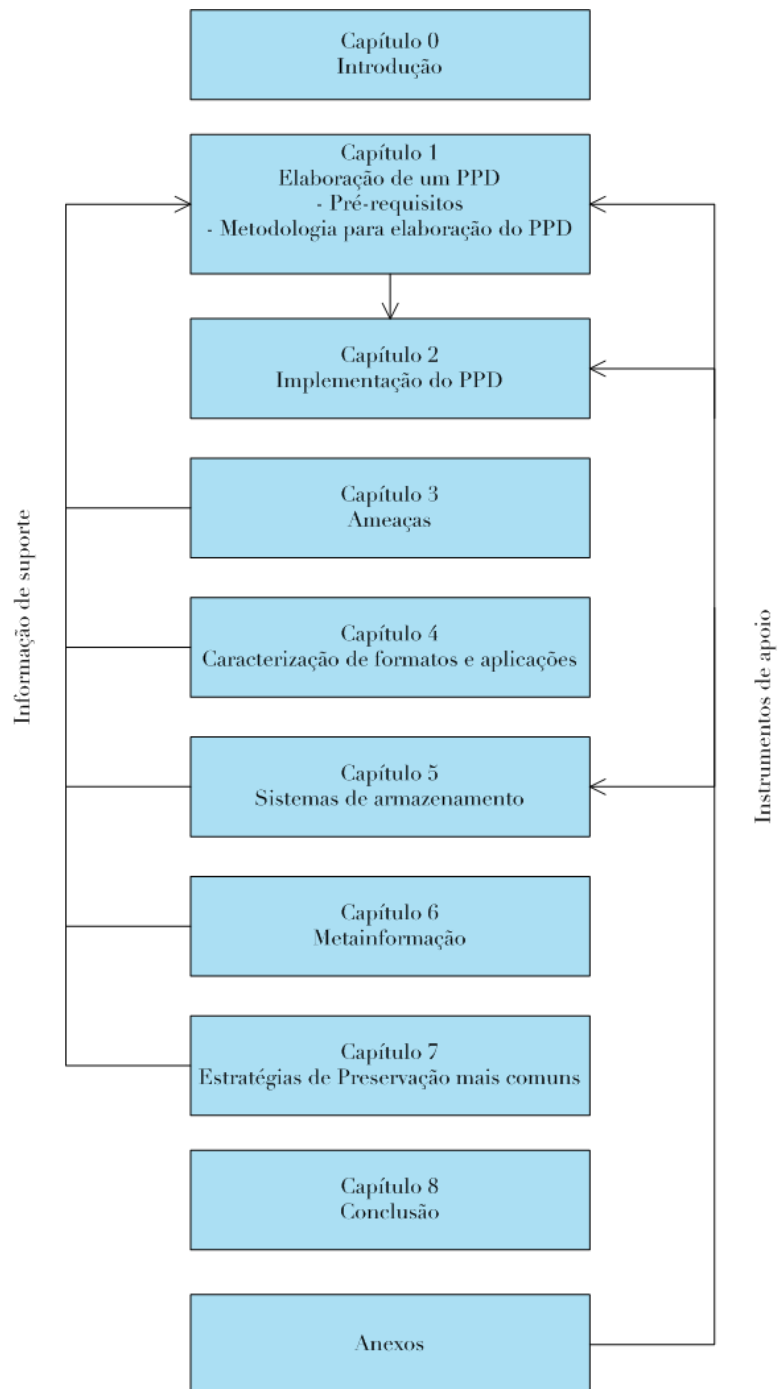 Capítulo 0
Introdução
Capítulo 1
Elaboração de um PPD
- Pré-requisitos
- Metodologia para elaboração do PPD
Capítulo 2
Implementação do PPD
Capítulo 3
Ameaças
Capítulo 4
Caracterização de formatos e aplicações
Capítulo 5
Sistemas de armazenamento
Capítulo 6
Metainformação
Capítulo 7
Estratégias de Preservação mais comuns
Capítulo 8
Conclusão
Anexos
Informação de suporte
Instrumentos de apoio